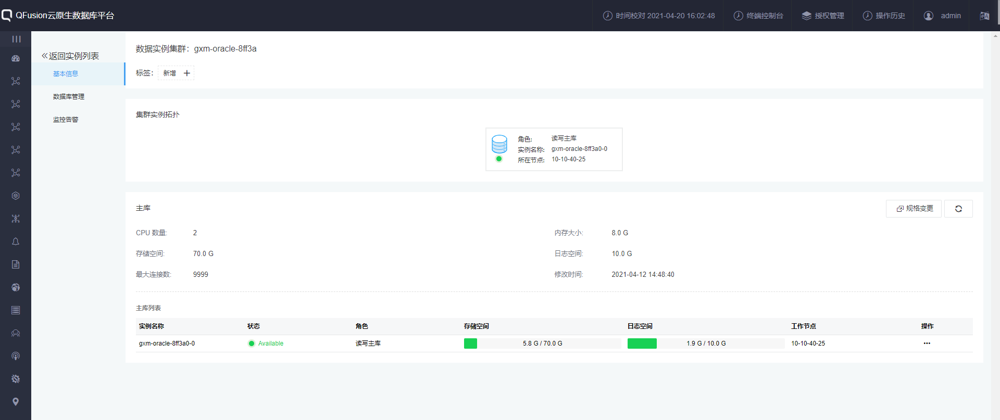 QFusion云原生数据库平台
时间校对 2021-04-20 16:02:48
终端控制台
授权管理
操作历史
admin
返回实例列表
基本信息
数据库管理
监控告警
数据实例集群：gxm-oracle-8ff3a
标签： 新增
集群实例拓扑
角色: 读写主库
实例名称: gxm-oracle-8ff3a0-0
所在节点: 10-10-40-25
主库
规格变更
CPU 数量: 2 内存大小: 8.0 G
存储空间: 70.0 G 日志空间: 10.0 G
最大连接数: 9999 修改时间: 2021-04-12 14:48:40
主库列表
实例名称 状态 角色 存储空间 日志空间 工作节点 操作
gxm-oracle-8ff3a0-0 Available 读写主库 5.8 G / 70.0 G 1.9 G / 10.0 G 10-10-40-25